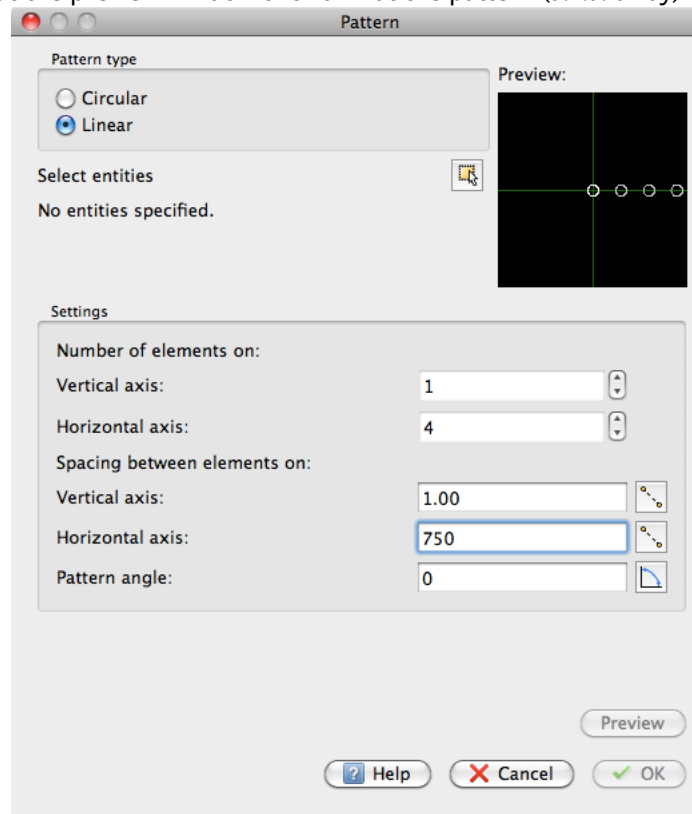 Pattern
Pattern type
Preview:
Circular
Linear
Select entities
No entities specified.
Settings
Number of elements on:
Vertical axis: 1
Horizontal axis: 4
Spacing between elements on:
Vertical axis: 1.00
Horizontal axis: 750
Pattern angle: 0
Preview
? Help X Cancel OK